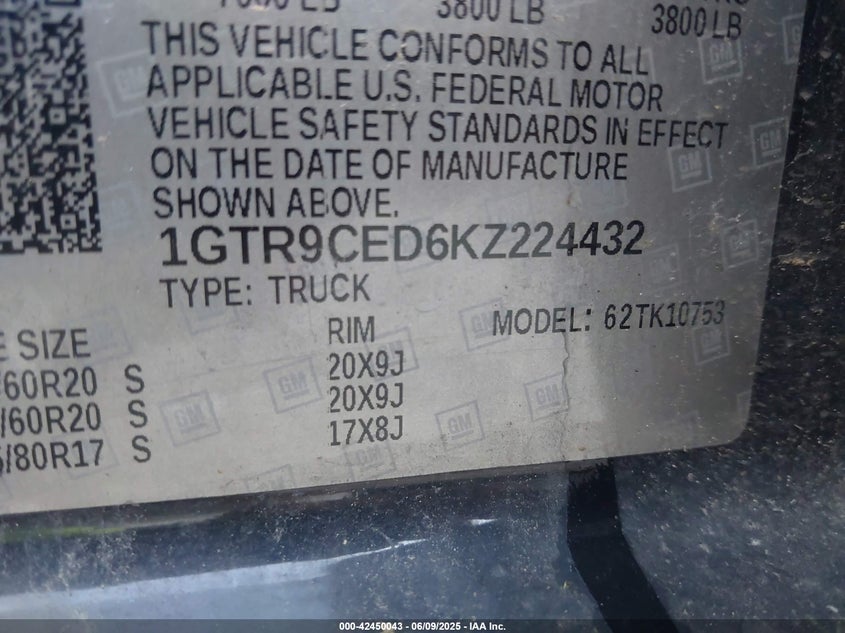 3800 LB
3800 LB
THIS VEHICLE CONFORMS TO ALL
APPLICABLE U.S. FEDERAL MOTOR
VEHICLE SAFETY STANDARDS IN EFFECT
ON THE DATE OF MANUFACTURE
SHOWN ABOVE.
1GTR9CED6KZ224432
TYPE: TRUCK
MODEL: 62TK10753
SIZE RIM
/60R20 S 20X9J
/60R20 S 20X9J
/80R17 S 17X8J
GM
000-42450043 - 06/09/2025 - IAA Inc.